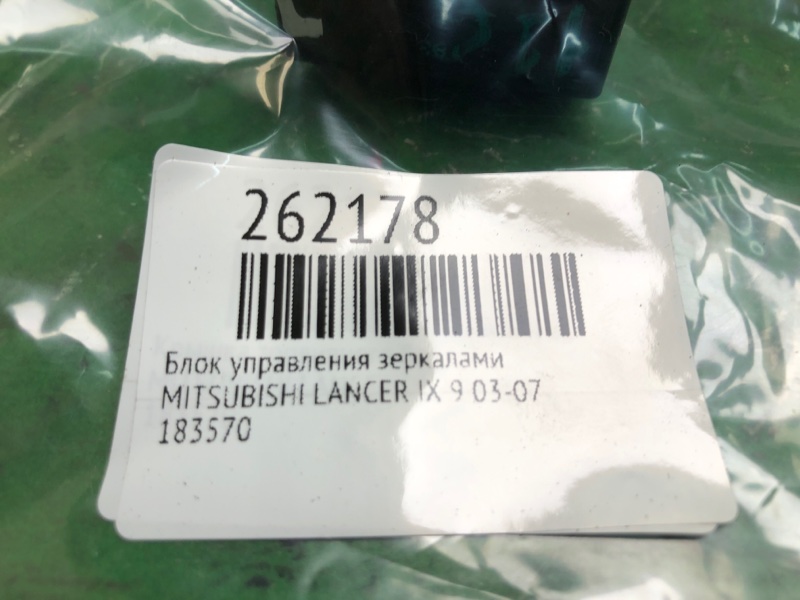 262178
Блок управления зеркалами
MITSUBISHI LANCER IX 9 03-07
183570